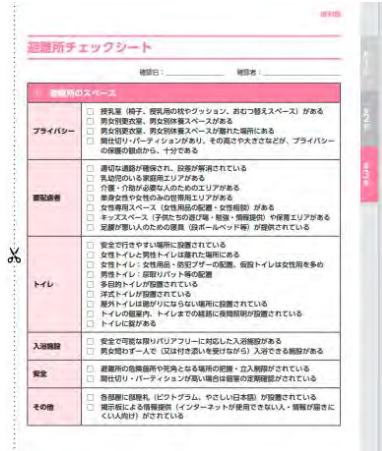 便利帳
避難所チェックシート
確認日：
確認者：
避難所のスペース
プライバシー
□ 授乳室（椅子、授乳用の枕やクッション、おむつ替えスペース）がある
□ 男女別更衣室、男女別休養スペースがある
□ 男女別更衣室、男女別休養スペースが離れた場所にある
□ 間仕切り・パーティションがあり、その高さや大きさなどが、プライバシー
の保護の観点から、十分である
要配慮者
□ 適切な通路が確保され、段差が解消されている
□ 乳幼児のいる家庭用エリアがある
□ 介護・介助が必要な人のためのエリアがある
□ 単身女性や女性のみの世帯用エリアがある
□ 女性専用スペース（女性用品の配置・女性相談）がある
□ キッズスペース（子供たちの遊び場・勉強・情報提供）や保育エリアがある
□ 足腰が悪い人のための寝具（段ボールベッド等）が提供されている
トイレ
□ 安全で行きやすい場所に設置されている
□ 女性トイレと男性トイレは離れた場所にある
□ 女性トイレ：女性用品・防犯ブザーの配置、仮設トイレは女性用を多め
□ 男性トイレ：尿取りパット等の配置
□ 多目的トイレが設置されている
□ 洋式トイレが設置されている
□ 屋外トイレは暗がりにならない場所に設置されている
□ トイレの個室内、トイレまでの経路に夜間照明が設置されている
□ トイレに錠がある
入浴施設
□ 安全で可能な限りバリアフリーに対応した入浴施設がある
□ 男女問わず一人で（又は付き添いを受けながら）入浴できる施設がある
安全
□ 避難所の危険箇所や死角となる場所の把握・立入制限がされている
□ 間仕切り・パーティションが高い場合は個室の定期確認がされている
その他
□ 各部屋に部屋札（ピクトグラム、やさしい日本語）が設置されている
□ 掲示板による情報提供（インターネットが使用できない人・情報が届きに
くい人向け）がされている